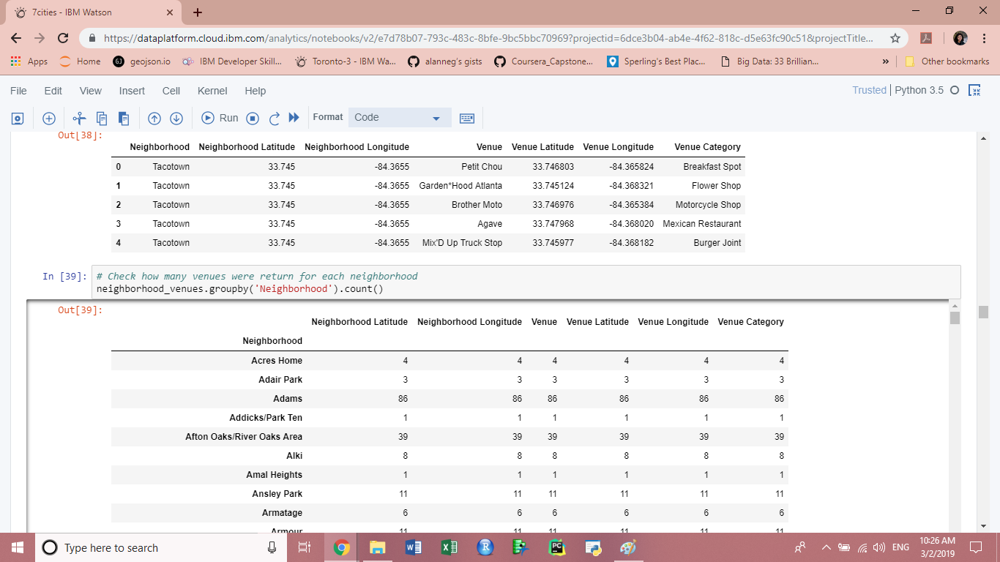 7cities - IBM Watson
https://dataplatform.cloud.ibm.com/analytics/notebooks/v2/e7d78b07-793c-483c-8bfe-9bc5bbc70969?projectid=6dce3b04-ab4e-4f62-818c-d5e63fc90c51&projectTitle...
Apps Home GJ geojson.io IBM Developer Skill... Toronto-3 - IBM Wa... alanneg's gists Coursera_Capstone... Sperling's Best Plac... Big Data: 33 Brillian... » Other bookmarks
File Edit View Insert Cell Kernel Help Trusted | Python 3.5
Run Format Code
Out[38]:
Neighborhood Neighborhood Latitude Neighborhood Longitude Venue Venue Latitude Venue Longitude Venue Category
0 Tacotown 33.745 -84.3655 Petit Chou 33.746803 -84.365824 Breakfast Spot
1 Tacotown 33.745 -84.3655 Garden*Hood Atlanta 33.745124 -84.368321 Flower Shop
2 Tacotown 33.745 -84.3655 Brother Moto 33.746976 -84.365384 Motorcycle Shop
3 Tacotown 33.745 -84.3655 Agave 33.747968 -84.368020 Mexican Restaurant
4 Tacotown 33.745 -84.3655 Mix'D Up Truck Stop 33.745977 -84.368182 Burger Joint
In [39]: # Check how many venues were return for each neighborhood
neighborhood_venues.groupby('Neighborhood').count()
Out[39]:
Neighborhood Latitude Neighborhood Longitude Venue Venue Latitude Venue Longitude Venue Category
Neighborhood
Acres Home 4 4 4 4 4 4
Adair Park 3 3 3 3 3 3
Adams 86 86 86 86 86 86
Addicks/Park Ten 1 1 1 1 1 1
Afton Oaks/River Oaks Area 39 39 39 39 39 39
Alki 8 8 8 8 8 8
Amal Heights 1 1 1 1 1 1
Ansley Park 11 11 11 11 11 11
Armatage 6 6 6 6 6 6
Armour 11 11 11 11 11 11
Type here to search ENG 10:26 AM
3/2/2019